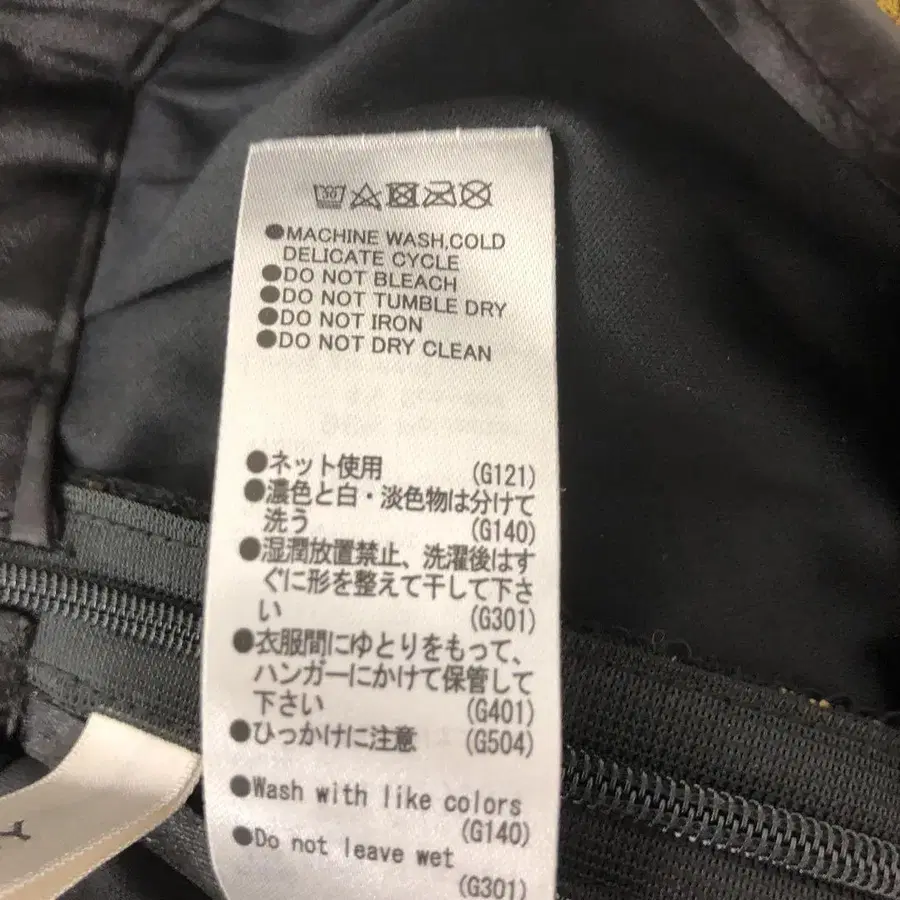 ●MACHINE WASH,COLD
DELICATE CYCLE
●DO NOT BLEACH
●DO NOT TUMBLE DRY
●DO NOT IRON
●DO NOT DRY CLEAN
●ネット使用 (G121)
●濃色と白・淡色物は分けて
洗う (G140)
●湿潤放置禁止、洗濯後はす
ぐに形を整えて干して下さ
い (G301)
●衣服間にゆとりをもって、
ハンガーにかけて保管して
下さい (G401)
●ひっかけに注意 (G504)
●Wash with like colors
(G140)
●Do not leave wet
(G301)